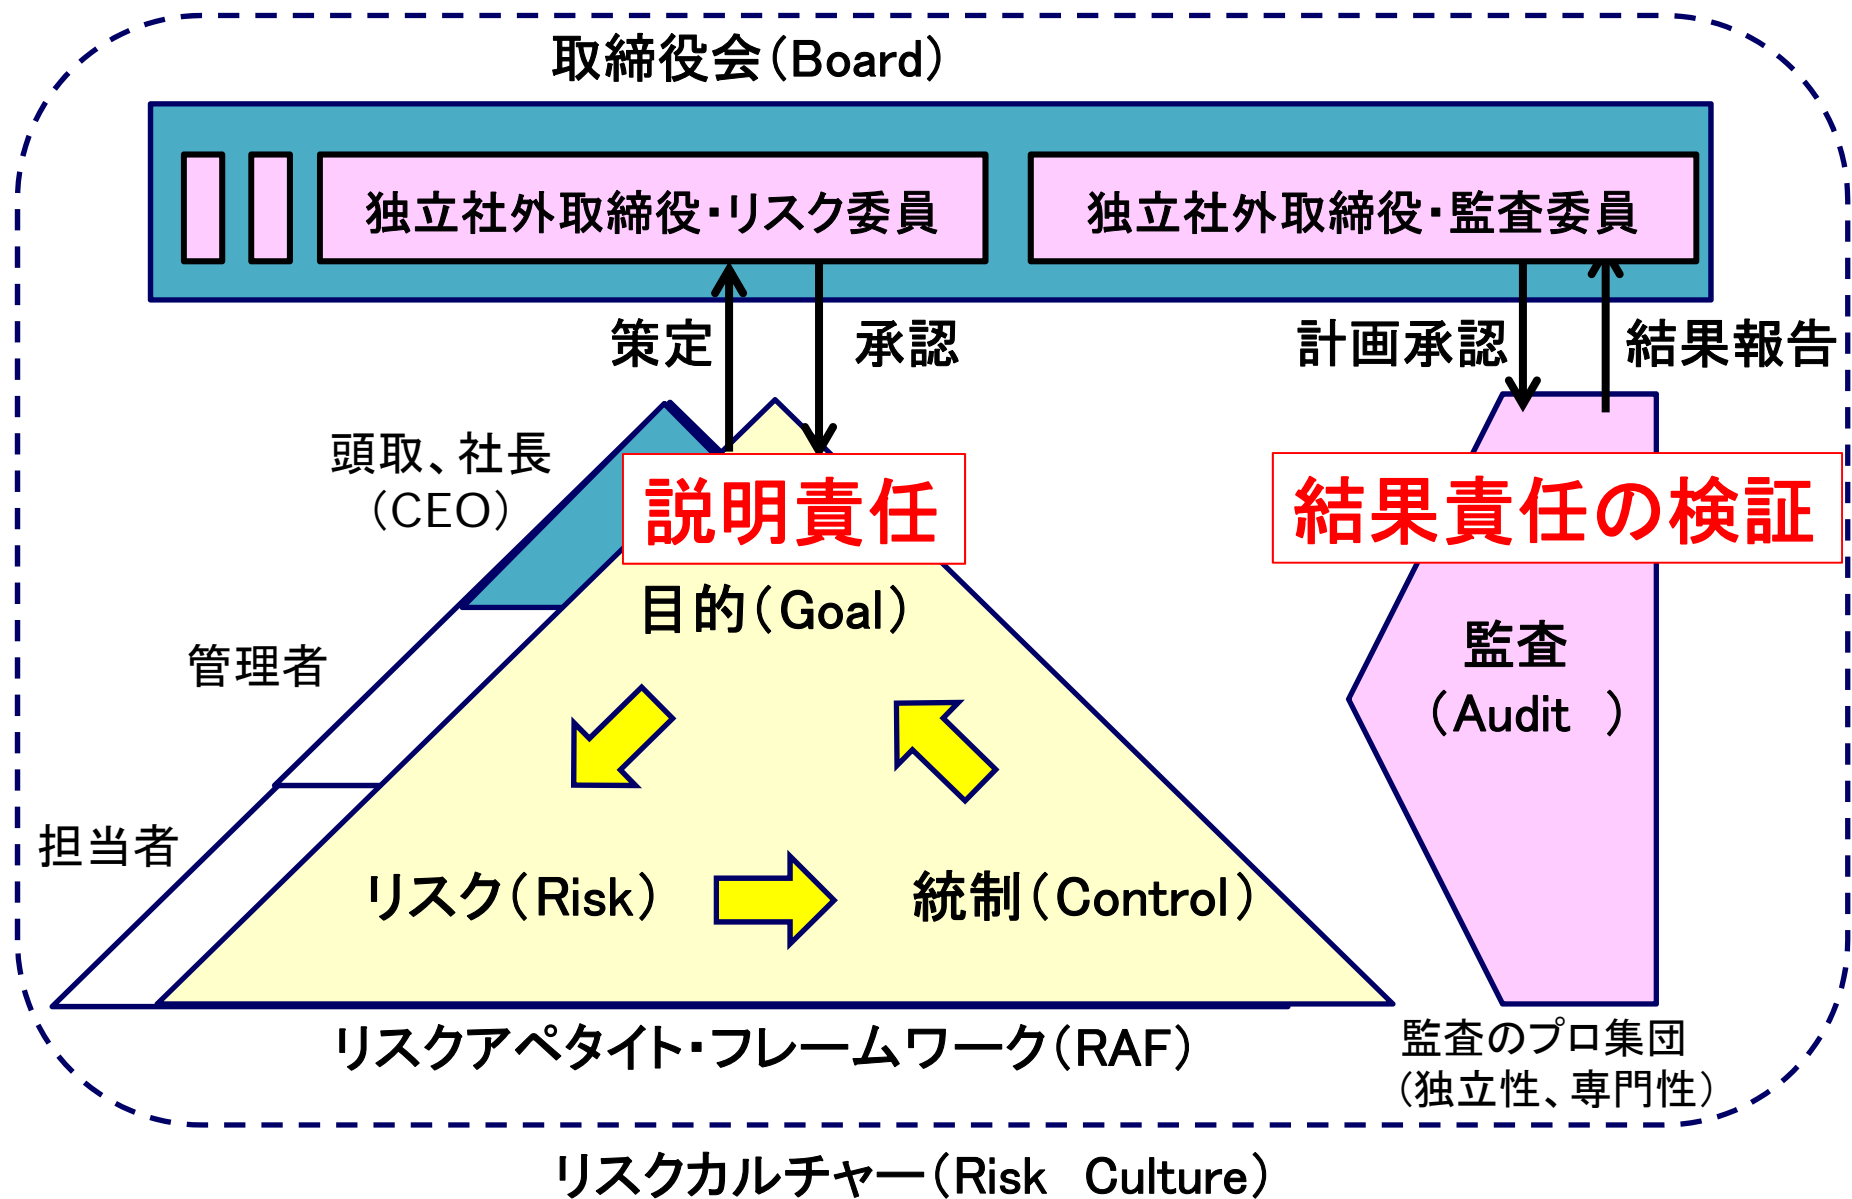 取締役会（Board）
独立社外取締役・リスク委員
独立社外取締役・監査委員
策定
承認
計画承認
結果報告
頭取、社長
（CEO）
説明責任
結果責任の検証
目的（Goal）
管理者
監査
（Audit　）
担当者
リスク（Risk）
統制（Control）
リスクアペタイト・フレームワーク（RAF）
監査のプロ集団
（独立性、専門性）
リスクカルチャー（Risk　Culture）